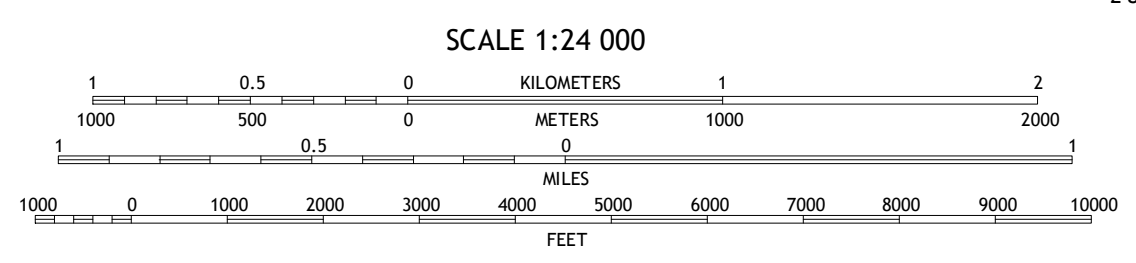 SCALE 1:24 000
1 0.5 0 KILOMETERS 1 2
1000 500 0 METERS 1000 2000
1 0.5 0 1
MILES
1000 0 1000 2000 3000 4000 5000 6000 7000 8000 9000 10000
FEET